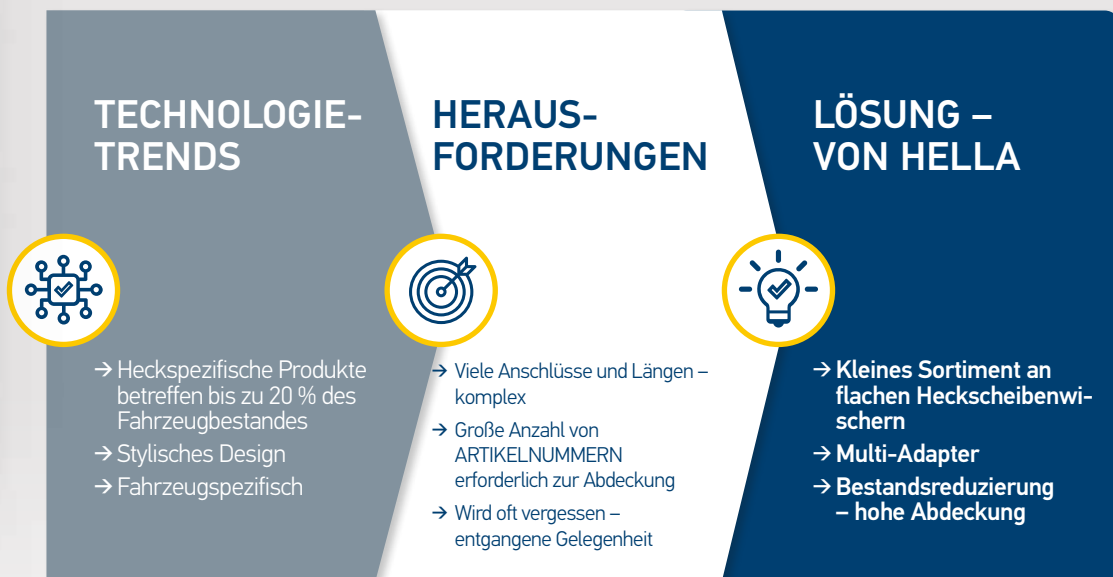 TECHNOLOGIE-
TRENDS
→ Heckspezifische Produkte
betreffen bis zu 20 % des
Fahrzeugbestandes
→ Stylisches Design
→ Fahrzeugspezifisch
HERAUS-
FORDERUNGEN
→ Viele Anschlüsse und Längen –
komplex
→ Große Anzahl von
ARTIKELNUMMERN
erforderlich zur Abdeckung
→ Wird oft vergessen –
entgangene Gelegenheit
LÖSUNG –
VON HELLA
→ Kleines Sortiment an
flachen Heckscheibenwi-
schern
→ Multi-Adapter
→ Bestandsreduzierung
– hohe Abdeckung